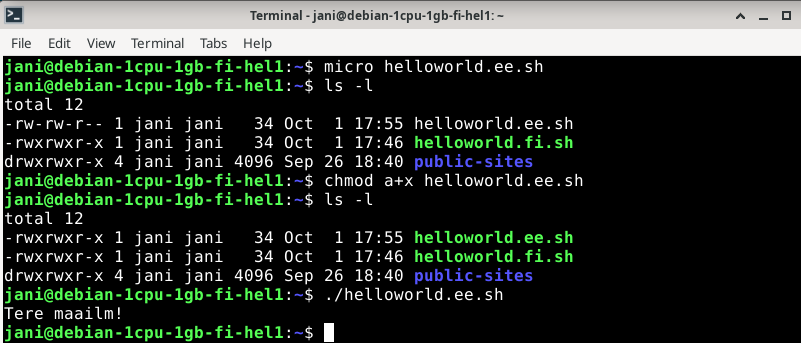 Terminal - jani@debian-1cpu-1gb-fi-hel1: ~
File Edit View Terminal Tabs Help
jani@debian-1cpu-1gb-fi-hel1:~$ micro helloworld.ee.sh
jani@debian-1cpu-1gb-fi-hel1:~$ ls -l
total 12
-rw-rw-r-- 1 jani jani   34 Oct  1 17:55 helloworld.ee.sh
-rwxrwxr-x 1 jani jani   34 Oct  1 17:46 helloworld.fi.sh
drwxrwxr-x 4 jani jani 4096 Sep 26 18:40 public-sites
jani@debian-1cpu-1gb-fi-hel1:~$ chmod a+x helloworld.ee.sh
jani@debian-1cpu-1gb-fi-hel1:~$ ls -l
total 12
-rwxrwxr-x 1 jani jani   34 Oct  1 17:55 helloworld.ee.sh
-rwxrwxr-x 1 jani jani   34 Oct  1 17:46 helloworld.fi.sh
drwxrwxr-x 4 jani jani 4096 Sep 26 18:40 public-sites
jani@debian-1cpu-1gb-fi-hel1:~$ ./helloworld.ee.sh
Tere maailm!
jani@debian-1cpu-1gb-fi-hel1:~$